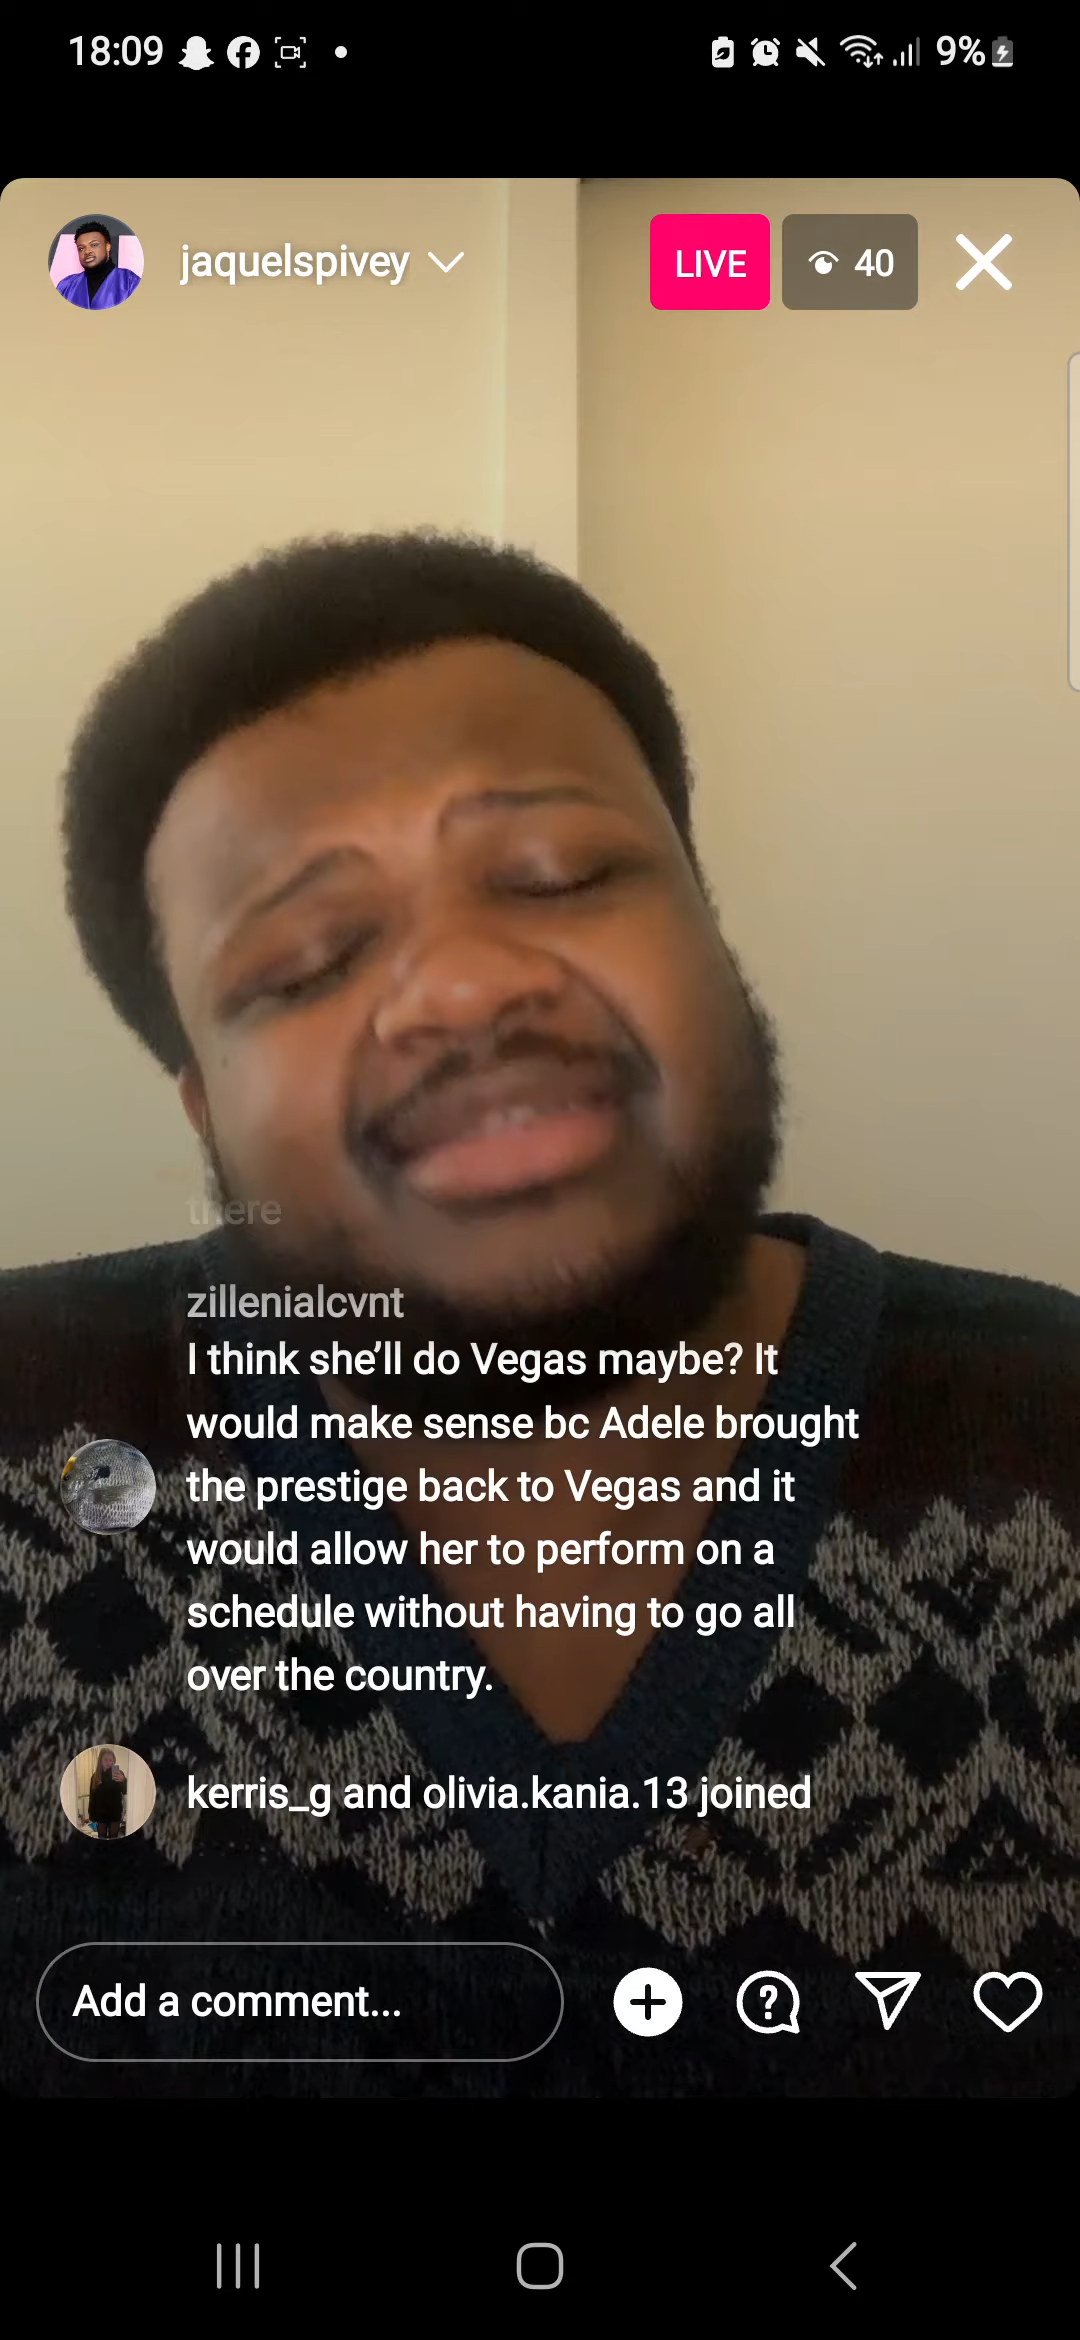 18:09
9%
jaquelspivey
LIVE
40
there
zillenialcvnt
I think she’ll do Vegas maybe? It
would make sense bc Adele brought
the prestige back to Vegas and it
would allow her to perform on a
schedule without having to go all
over the country.
kerris_g and olivia.kania.13 joined
Add a comment...